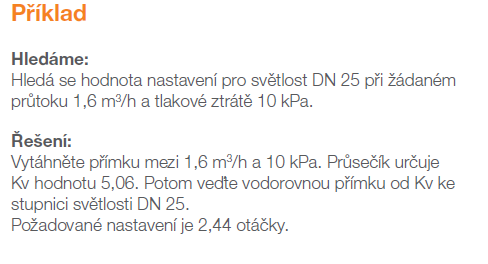 Příklad
Hledáme:
Hledá se hodnota nastavení pro světlost DN 25 při žádaném
průtoku 1,6 m³/h a tlakové ztrátě 10 kPa.
Řešení:
Vytáhněte přímku mezi 1,6 m³/h a 10 kPa. Průsečík určuje
Kv hodnotu 5,06. Potom veďte vodorovnou přímku od Kv ke
stupnici světlosti DN 25.
Požadované nastavení je 2,44 otáčky.